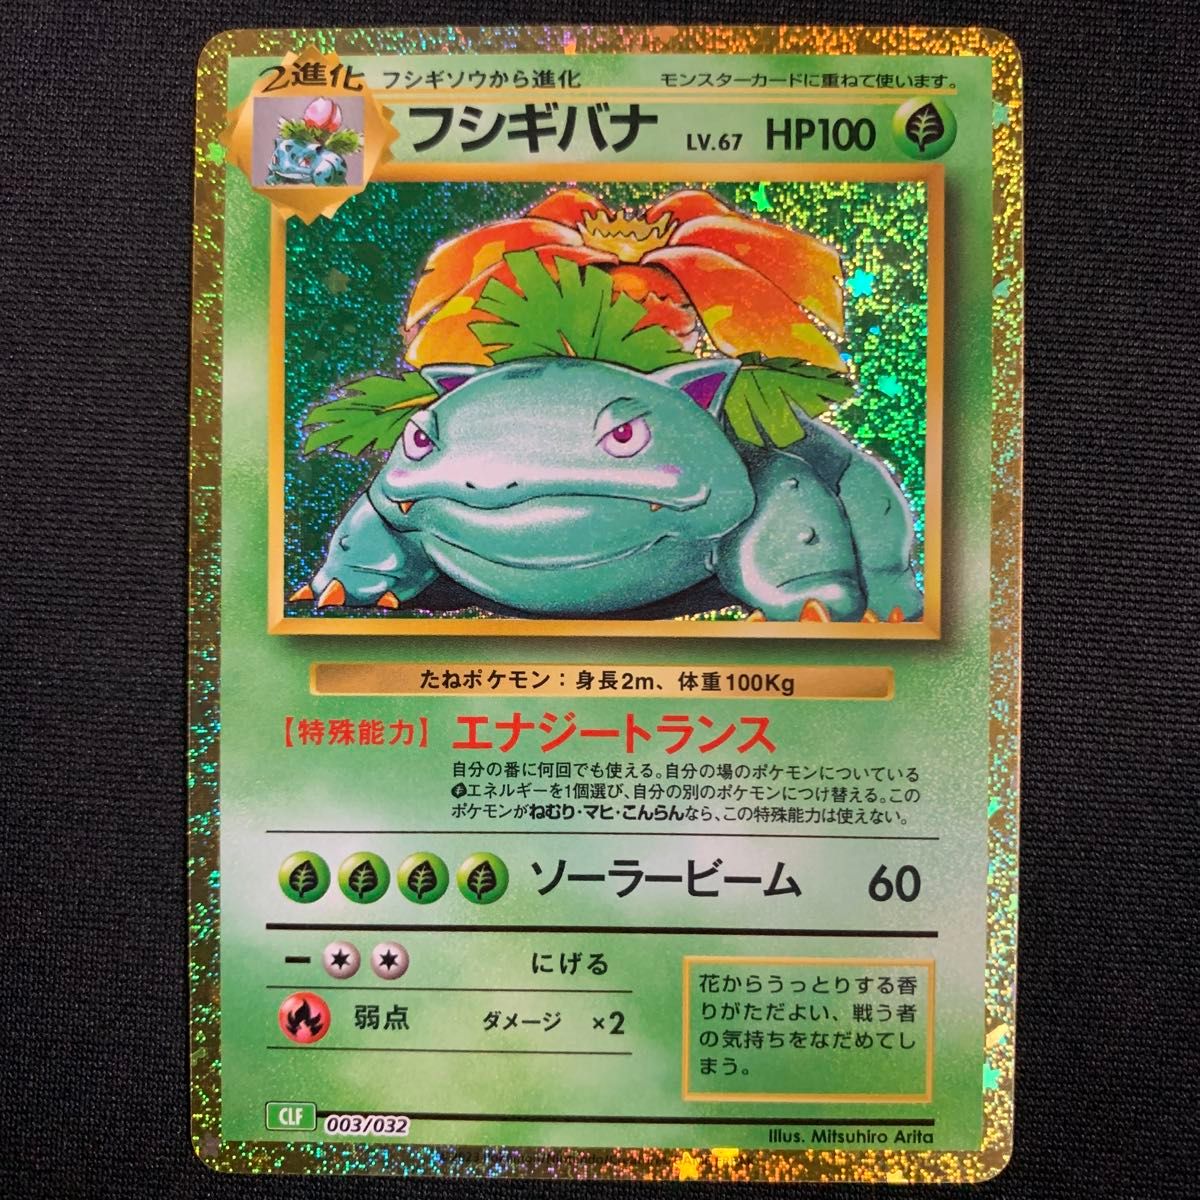 2進化 フシギソウから進化 モンスターカードに重ねて使います。
フシギバナ LV.67 HP100
たねポケモン：身長2m、体重100Kg
【特殊能力】 エナジートランス
自分の番に何回でも使える。自分の場のポケモンについている
エネルギーを1個選び、自分の別のポケモンにつけ替える。この
ポケモンがねむり・マヒ・こんらんなら、この特殊能力は使えない。
ソーラービーム 60
ー にげる
弱点 ダメージ ×2
花からうっとりする香
りがただよい、戦う者
の気持ちをなだめてし
まう。
CLF 003/032
Illus. Mitsuhiro Arita